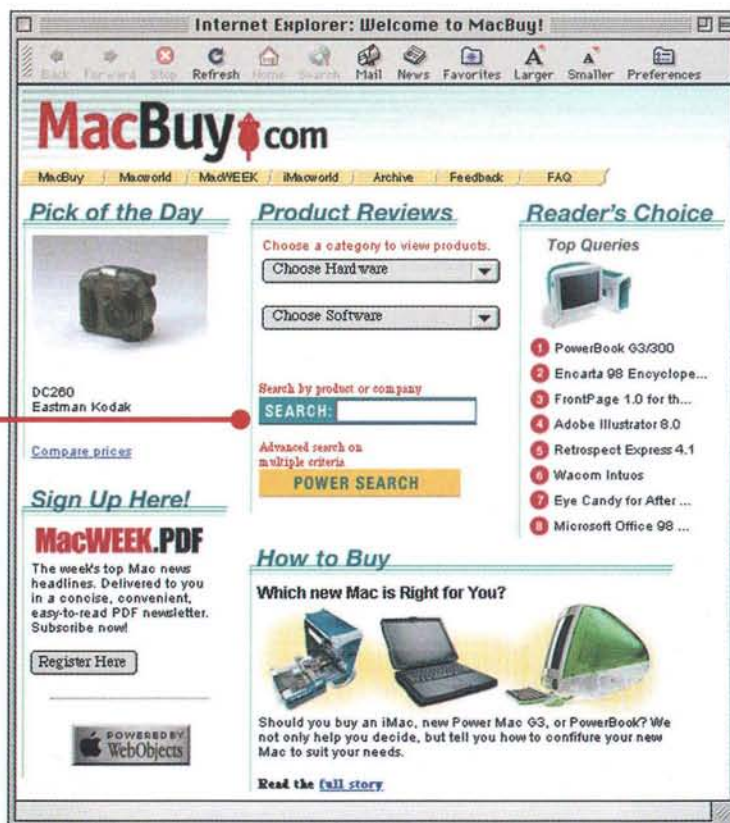 Internet Explorer: Welcome to MacBuy!
Back Forward Stop Refresh Home Search Mail News Favorites Larger Smaller Preferences
MacBuy.com
MacBuy / Macworld / MacWEEK / iMacworld / Archive / Feedback / FAQ
Pick of the Day
DC260
Eastman Kodak
Compare prices
Sign Up Here!
MacWEEK.PDF
The week's top Mac news
headlines. Delivered to you
in a concise, convenient,
easy-to-read PDF newsletter.
Subscribe now!
Register Here
POWERED BY
WebObjects
Product Reviews
Choose a category to view products.
Choose Hardware
Choose Software
Search by product or company
SEARCH:
Advanced search on
multiple criteria
POWER SEARCH
Reader's Choice
Top Queries
1 PowerBook G3/300
2 Encarta 98 Encyclope...
3 FrontPage 1.0 for th...
4 Adobe Illustrator 8.0
5 Retrospect Express 4.1
6 Wacom Intuos
7 Eye Candy for After ...
8 Microsoft Office 98 ...
How to Buy
Which new Mac is Right for You?
Should you buy an iMac, new Power Mac G3, or PowerBook? We
not only help you decide, but tell you how to confifure your new
Mac to suit your needs.
Read the full story